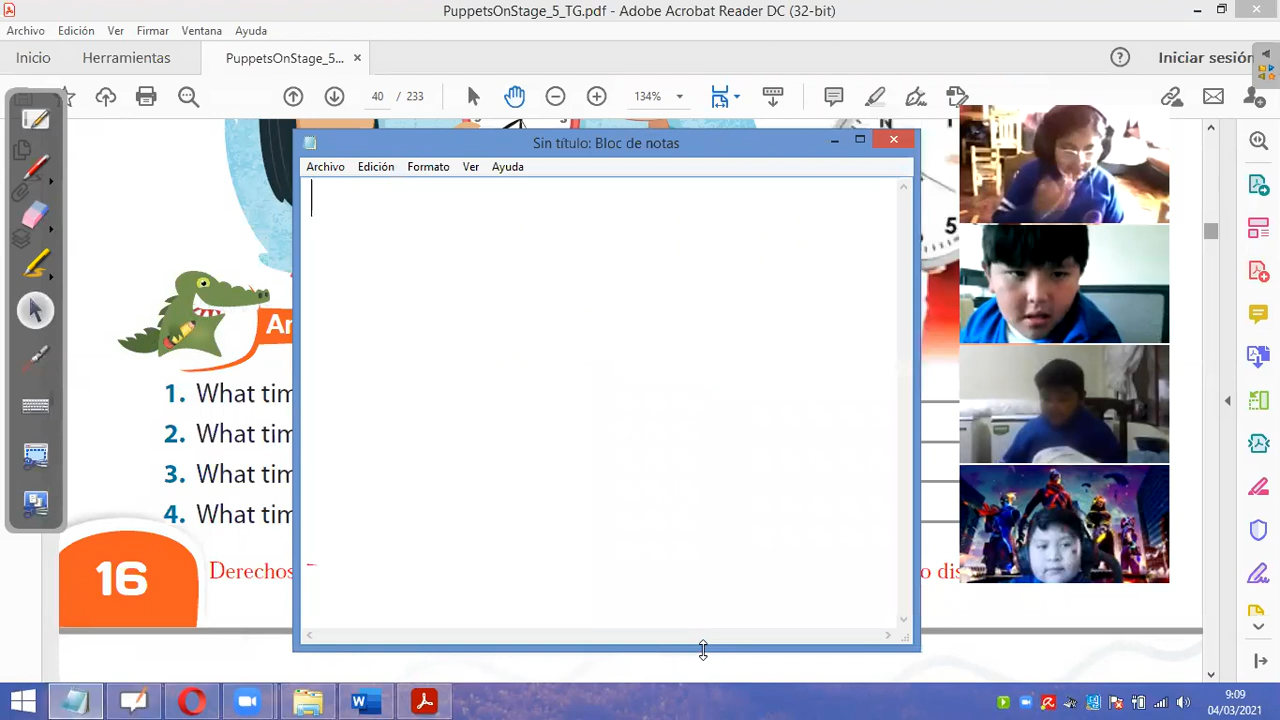 PuppetsOnStage_5_TG.pdf - Adobe Acrobat Reader DC (32-bit)
Archivo Edición Ver Firmar Ventana Ayuda
Inicio Herramientas PuppetsOnStage_5... Iniciar sesión
40 / 233 134%
Sin título: Bloc de notas
Archivo Edición Formato Ver Ayuda
5
An
1. What tim
2. What tim
3. What tim
4. What tim
16 Derechos o dis
9:09
04/03/2021